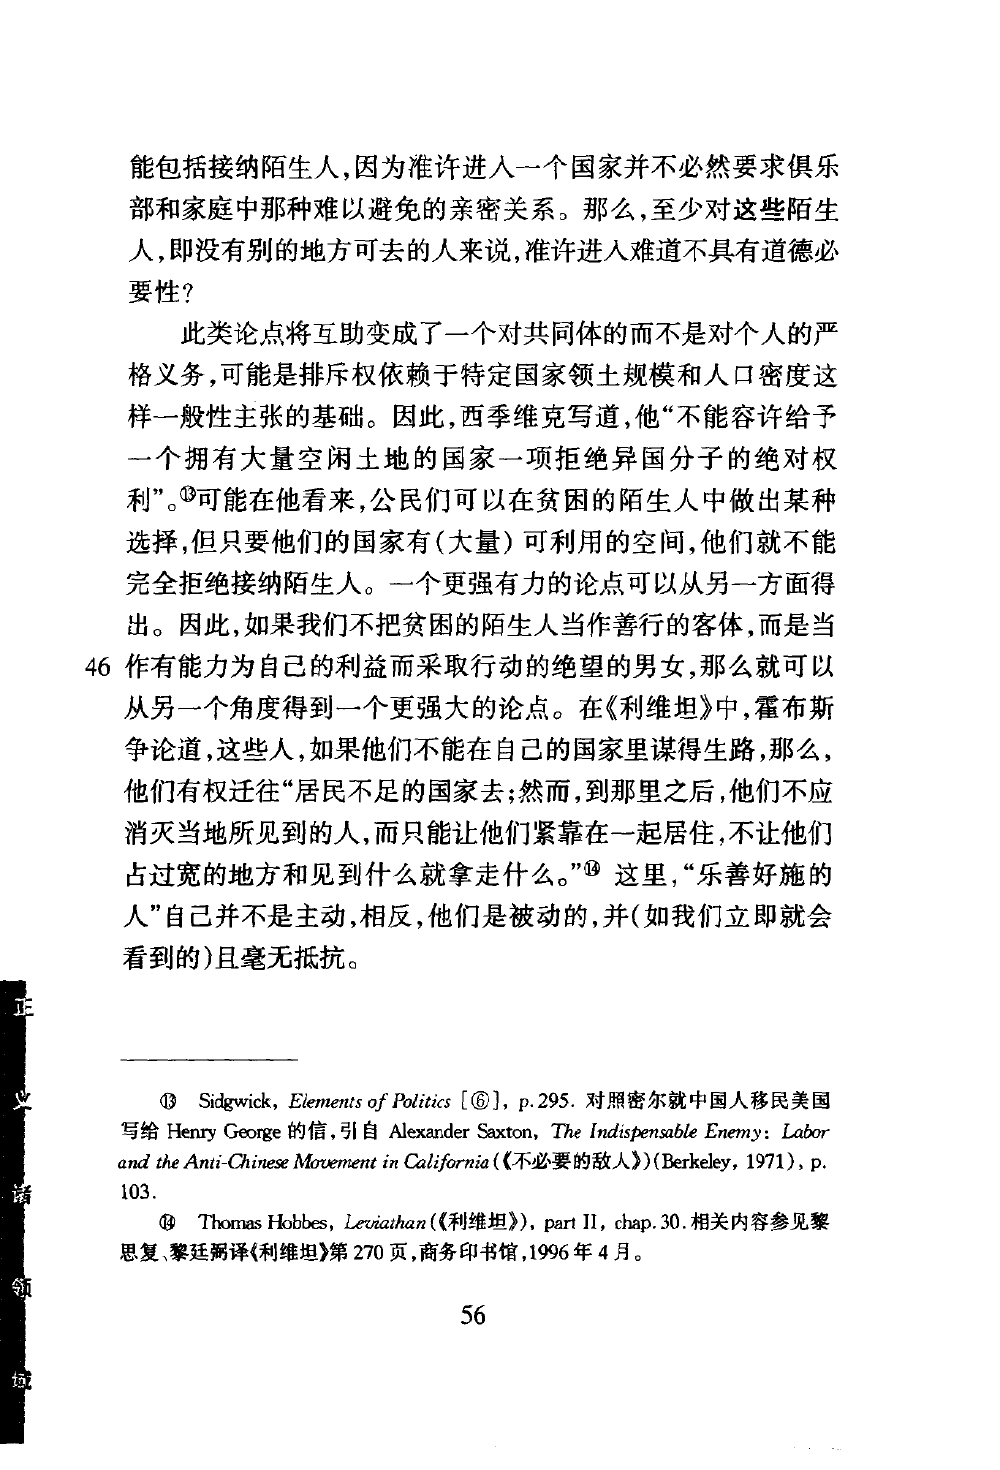 能包括接纳陌生人,因为准许进入一个国家并不必然要求俱乐
部和家庭中那种难以避免的亲密关系。那么,至少对这些陌生
人,即没有别的地方可去的人来说,准许进入难道不具有道德必
要性?
此类论点将互助变成了一个对共同体的而不是对个人的严
格义务,可能是排斥权依赖于特定国家领土规模和人口密度这
样一般性主张的基础。因此,西季维克写道,他“不能容许给予
一个拥有大量空闲土地的国家一项拒绝异国分子的绝对权
利”。⑬可能在他看来,公民们可以在贫困的陌生人中做出某种
选择,但只要他们的国家有(大量)可利用的空间,他们就不能
完全拒绝接纳陌生人。一个更强有力的论点可以从另一方面得
出。因此,如果我们不把贫困的陌生人当作善行的客体,而是当
46 作有能力为自己的利益而采取行动的绝望的男女,那么就可以
从另一个角度得到一个更强大的论点。在《利维坦》中,霍布斯
争论道,这些人,如果他们不能在自己的国家里谋得生路,那么,
他们有权迁往“居民不足的国家去;然而,到那里之后,他们不应
消灭当地所见到的人,而只能让他们紧靠在一起居住,不让他们
占过宽的地方和见到什么就拿走什么。”⑭ 这里,“乐善好施的
人”自己并不是主动,相反,他们是被动的,并(如我们立即就会
看到的)且毫无抵抗。
⑬ Sidgwick, Elements of Politics [⑥], p.295. 对照密尔就中国人移民美国
写给 Henry George 的信,引自 Alexander Saxton, The Indispensable Enemy: Labor
and the Anti-Chinese Movement in California(《不必要的敌人》)(Berkeley, 1971), p.
103.
⑭ Thomas Hobbes, Leviathan(《利维坦》), part II, chap.30.相关内容参见黎
思复、黎廷弼译《利维坦》第 270 页,商务印书馆,1996 年 4 月。
56
正
义
诸
领
域